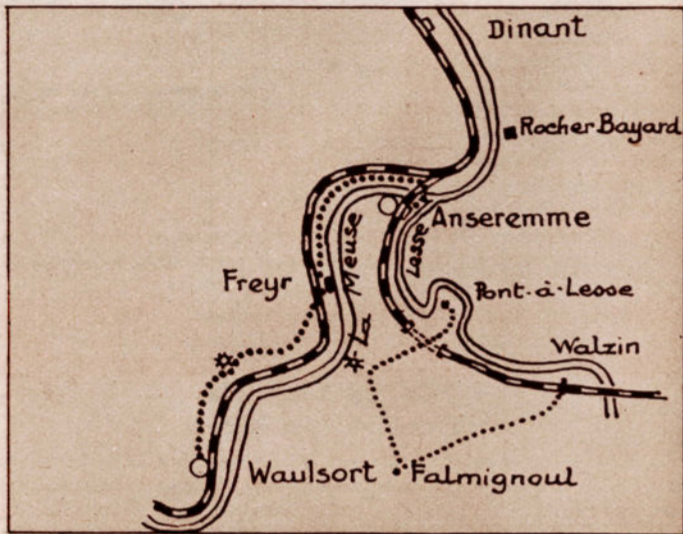 Dinant
Rocher Bayard
Anseremme
Lesse
La Meuse
Freyr
Pont-à-Lesse
Walzin
Waulsort
Falmignoul